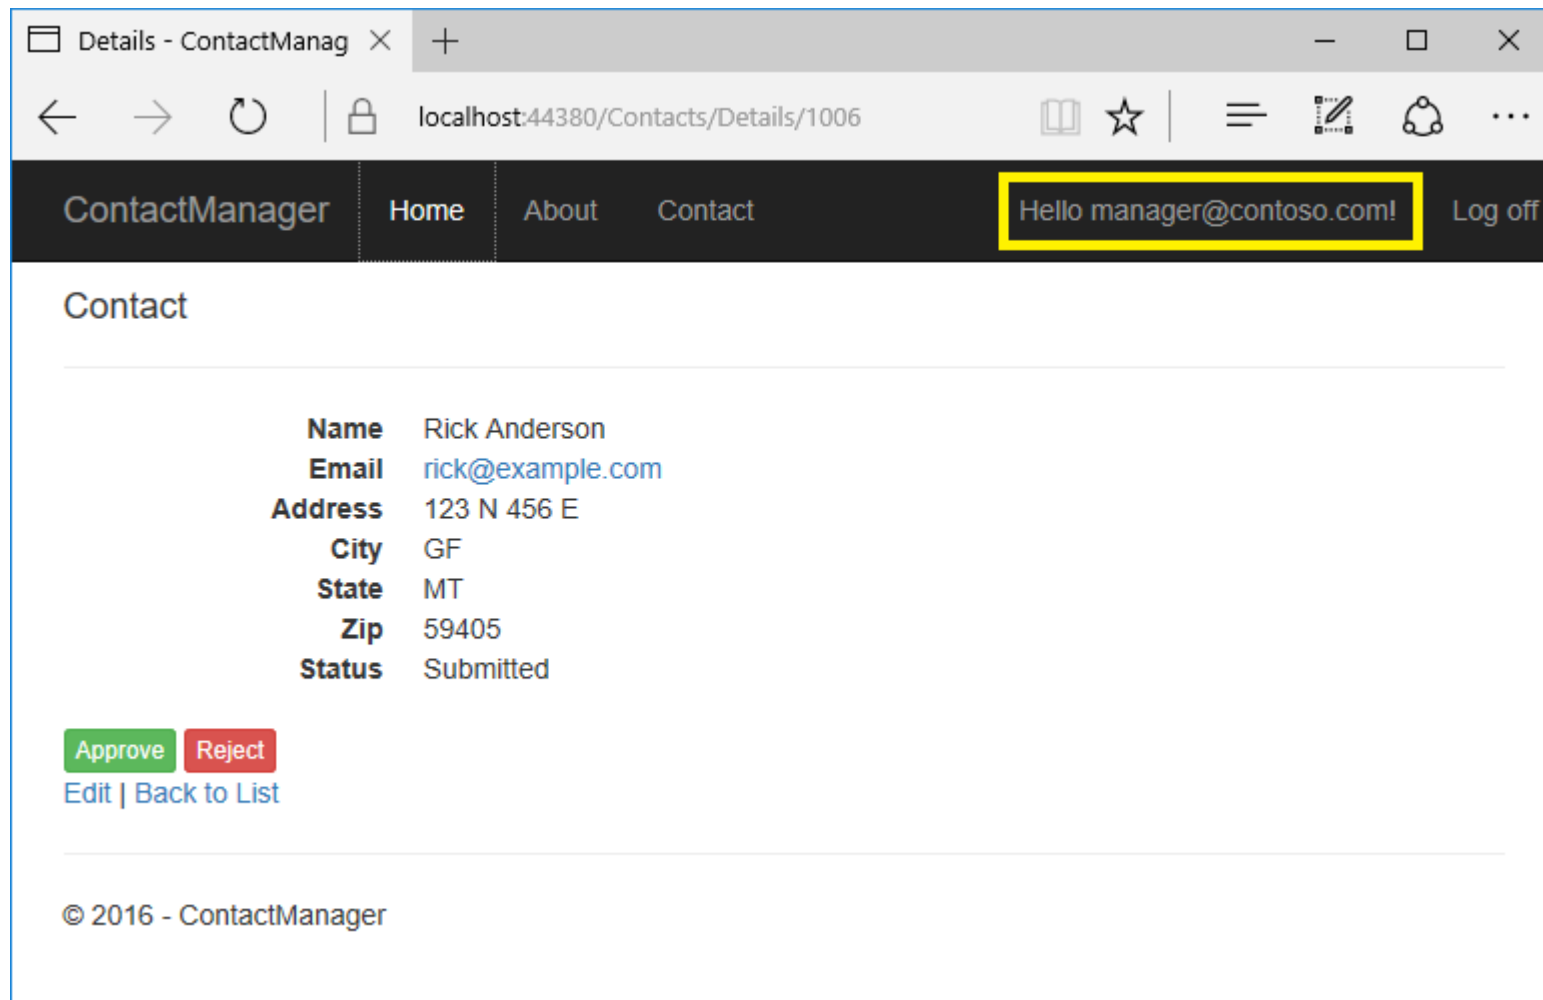 Details - ContactManag
localhost:44380/Contacts/Details/1006
ContactManager Home About Contact Hello manager@contoso.com! Log off
Contact
Name Rick Anderson
Email rick@example.com
Address 123 N 456 E
City GF
State MT
Zip 59405
Status Submitted
Approve Reject
Edit | Back to List
© 2016 - ContactManager